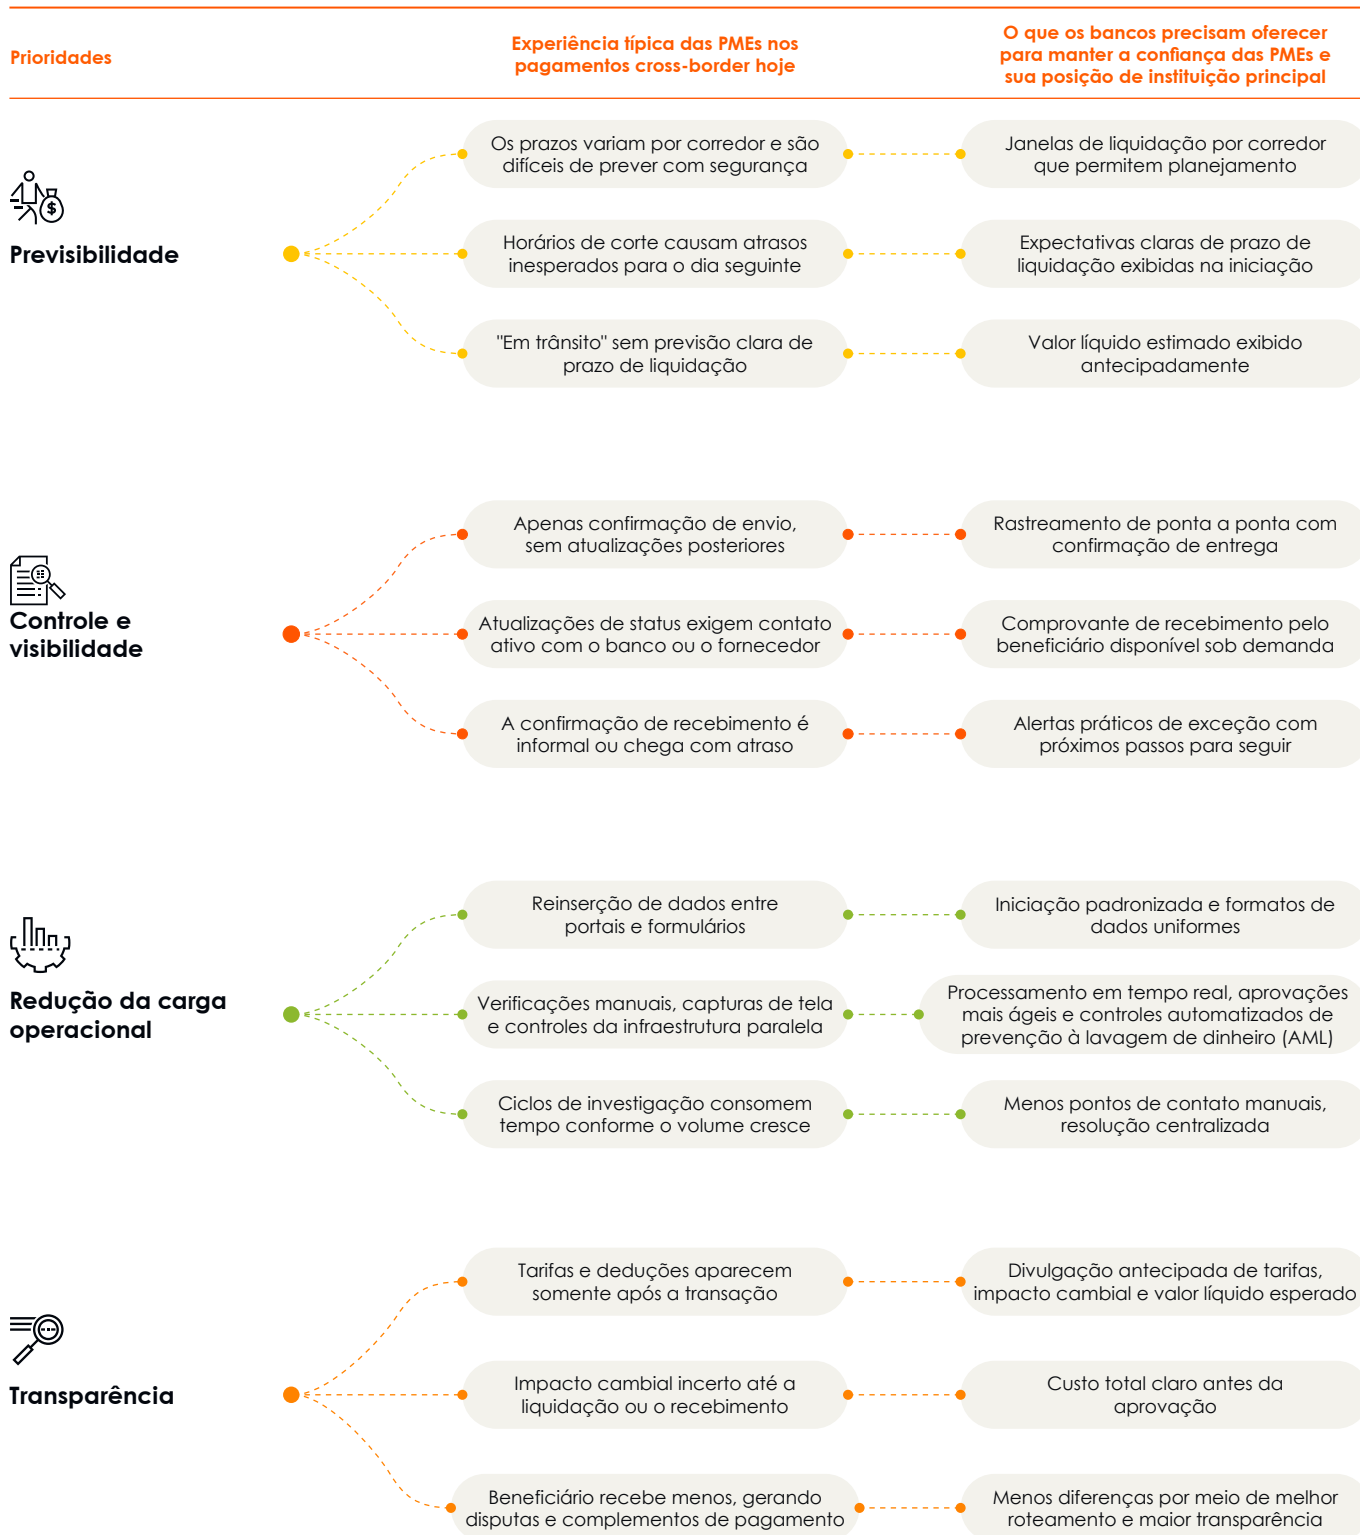 Prioridades
Experiência típica das PMEs nos
pagamentos cross-border hoje
O que os bancos precisam oferecer
para manter a confiança das PMEs e
sua posição de instituição principal
Previsibilidade
Os prazos variam por corredor e são
difíceis de prever com segurança
Janelas de liquidação por corredor
que permitem planejamento
Horários de corte causam atrasos
inesperados para o dia seguinte
Expectativas claras de prazo de
liquidação exibidas na iniciação
"Em trânsito" sem previsão clara de
prazo de liquidação
Valor líquido estimado exibido
antecipadamente
Controle e
visibilidade
Apenas confirmação de envio,
sem atualizações posteriores
Rastreamento de ponta a ponta com
confirmação de entrega
Atualizações de status exigem contato
ativo com o banco ou o fornecedor
Comprovante de recebimento pelo
beneficiário disponível sob demanda
A confirmação de recebimento é
informal ou chega com atraso
Alertas práticos de exceção com
próximos passos para seguir
Redução da carga
operacional
Reinserção de dados entre
portais e formulários
Iniciação padronizada e formatos de
dados uniformes
Verificações manuais, capturas de tela
e controles da infraestrutura paralela
Processamento em tempo real, aprovações
mais ágeis e controles automatizados de
prevenção à lavagem de dinheiro (AML)
Ciclos de investigação consomem
tempo conforme o volume cresce
Menos pontos de contato manuais,
resolução centralizada
Transparência
Tarifas e deduções aparecem
somente após a transação
Divulgação antecipada de tarifas,
impacto cambial e valor líquido esperado
Impacto cambial incerto até a
liquidação ou o recebimento
Custo total claro antes da
aprovação
Beneficiário recebe menos, gerando
disputas e complementos de pagamento
Menos diferenças por meio de melhor
roteamento e maior transparência